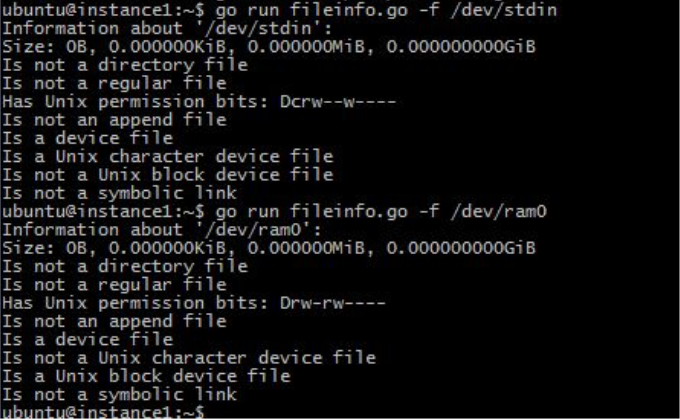 ubuntu@instance1:~$ go run fileinfo.go -f /dev/stdin
Information about '/dev/stdin':
Size: 0B, 0.000000KiB, 0.000000MiB, 0.000000000GiB
Is not a directory file
Is not a regular file
Has Unix permission bits: Dcrw--w----
Is not an append file
Is a device file
Is a Unix character device file
Is not a Unix block device file
Is not a symbolic link
ubuntu@instance1:~$ go run fileinfo.go -f /dev/ram0
Information about '/dev/ram0':
Size: 0B, 0.000000KiB, 0.000000MiB, 0.000000000GiB
Is not a directory file
Is not a regular file
Has Unix permission bits: Drw-rw----
Is not an append file
Is a device file
Is not a Unix character device file
Is a Unix block device file
Is not a symbolic link
ubuntu@instance1:~$